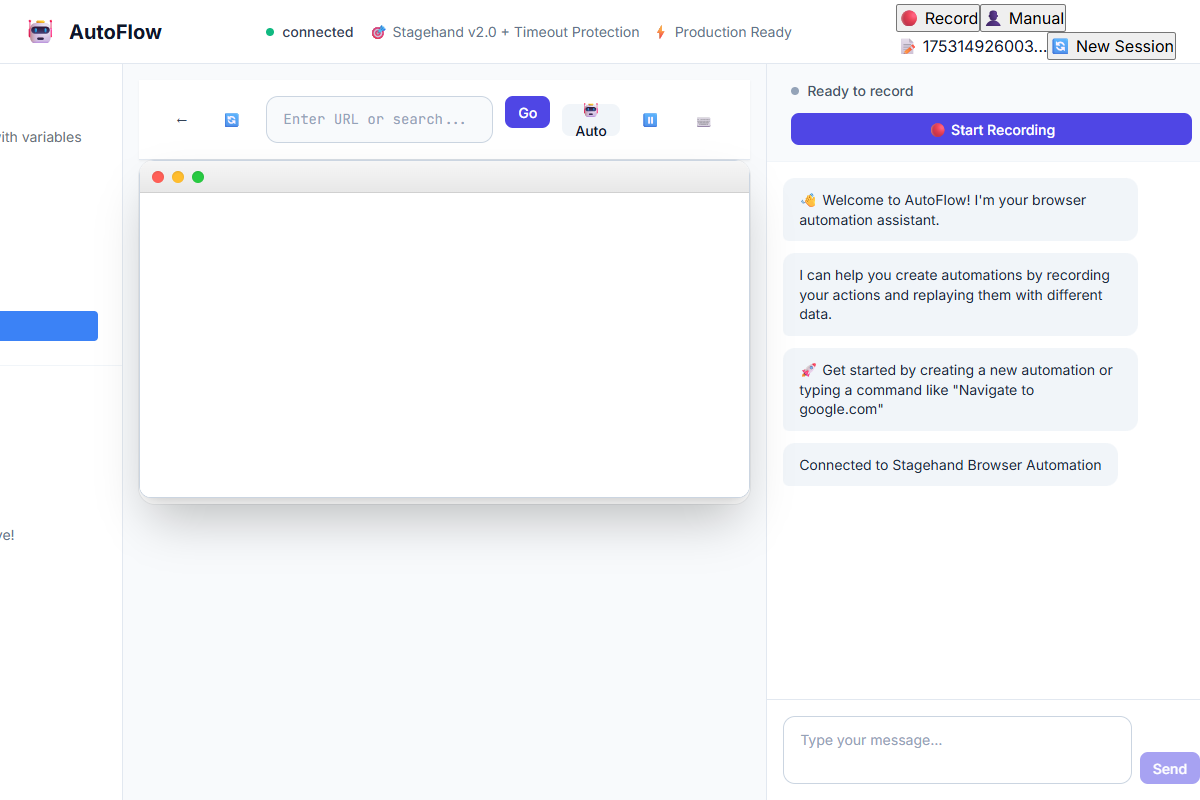 AutoFlow
connected
Stagehand v2.0 + Timeout Protection
Production Ready
Record
Manual
175314926003...
New Session
ith variables
ve!
←
Enter URL or search...
Go
Auto
Ready to record
Start Recording
Welcome to AutoFlow! I'm your browser
automation assistant.
I can help you create automations by recording
your actions and replaying them with different
data.
Get started by creating a new automation or
typing a command like "Navigate to
google.com"
Connected to Stagehand Browser Automation
Type your message...
Send